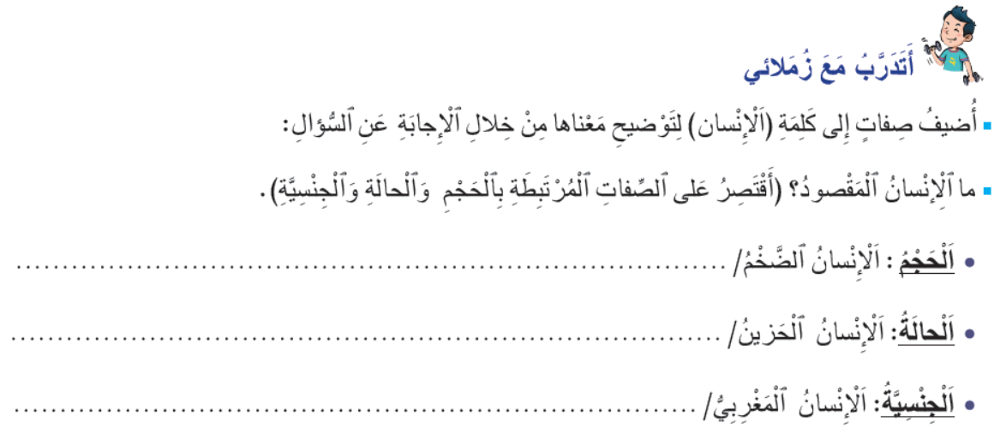 أَتَدَرَّبُ مَعَ زُمَلائي
▪ أُضيفُ صِفاتٍ إِلى كَلِمَةِ (اَلْإِنْسان) لِتَوْضيحِ مَعْناها مِنْ خِلالِ ٱلْإِجابَةِ عَنِ ٱلسُّؤالِ:
▪ ما ٱلْإِنْسانُ ٱلْمَقْصودُ؟ (أَقْتَصِرُ عَلى ٱلصِّفاتِ ٱلْمُرْتَبِطَةِ بِٱلْحَجْمِ وَٱلْحالَةِ وَٱلْجِنْسِيَّةِ).
• اَلْحَجْمُ : اَلْإِنْسانُ ٱلضَّخْمُ/ ................................................................................
• اَلْحالَةُ: اَلْإِنْسانُ ٱلْحَزينُ/ ................................................................................
• اَلْجِنْسِيَّةُ: اَلْإِنْسانُ ٱلْمَغْرِبِيُّ/ ................................................................................